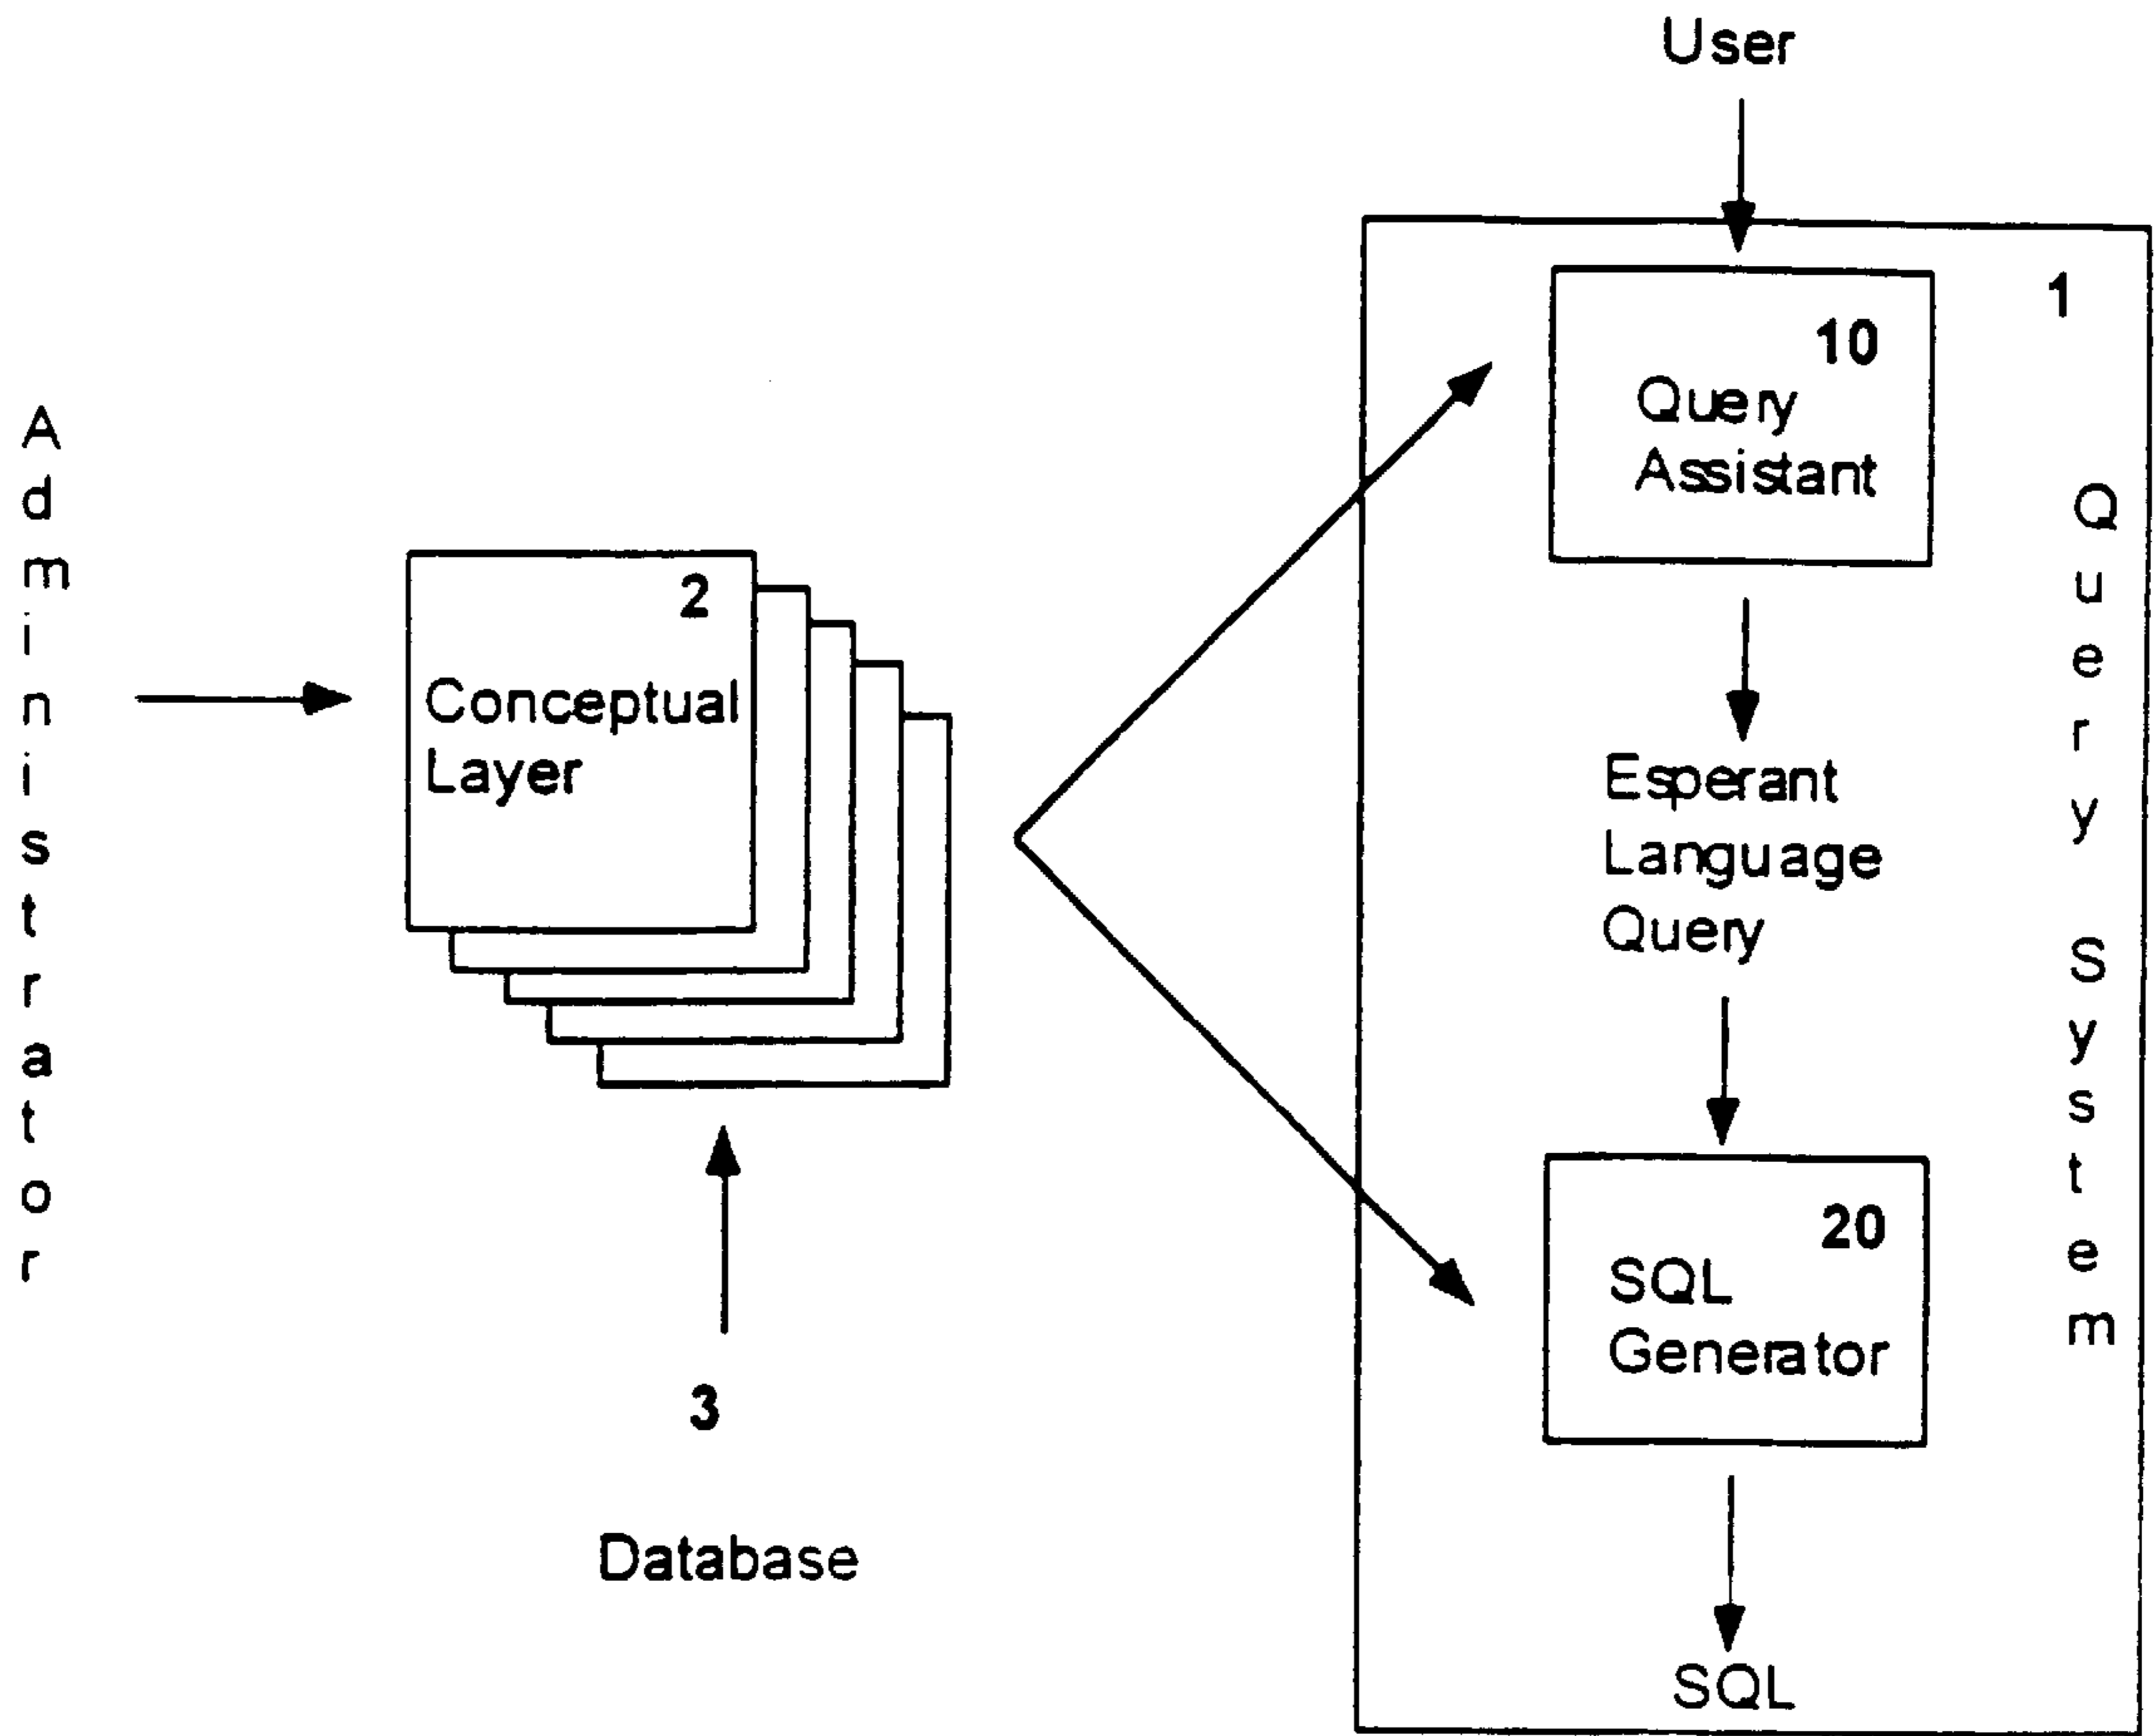 User
1
10
Query
Assistant
Administrator
2
Conceptual
Layer
Query System
Esperant
Language
Query
20
SQL
Generator
3
Database
SQL